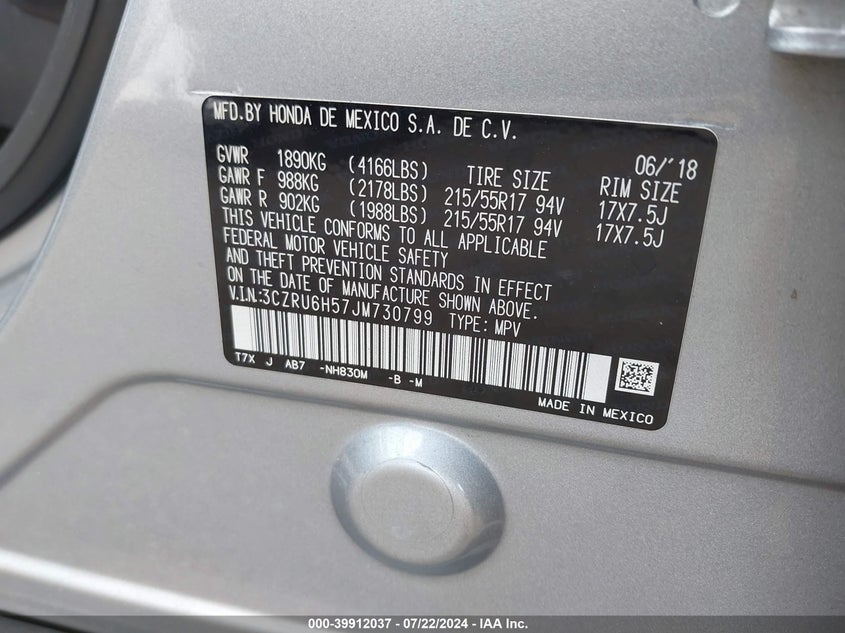 MFD.BY HONDA DE MEXICO S.A. DE C.V.
06/'18
GVWR 1890KG (4166LBS) TIRE SIZE RIM SIZE
GAWR F 988KG (2178LBS) 215/55R17 94V 17X7.5J
GAWR R 902KG (1988LBS) 215/55R17 94V 17X7.5J
THIS VEHICLE CONFORMS TO ALL APPLICABLE
FEDERAL MOTOR VEHICLE SAFETY
AND THEFT PREVENTION STANDARDS IN EFFECT
ON THE DATE OF MANUFACTURE SHOWN ABOVE.
V.I.N.:3CZRU6H57JM730799 TYPE: MPV
T7X J AB7 -NH830M -B -M
MADE IN MEXICO
000-39912037 - 07/22/2024 - IAA Inc.